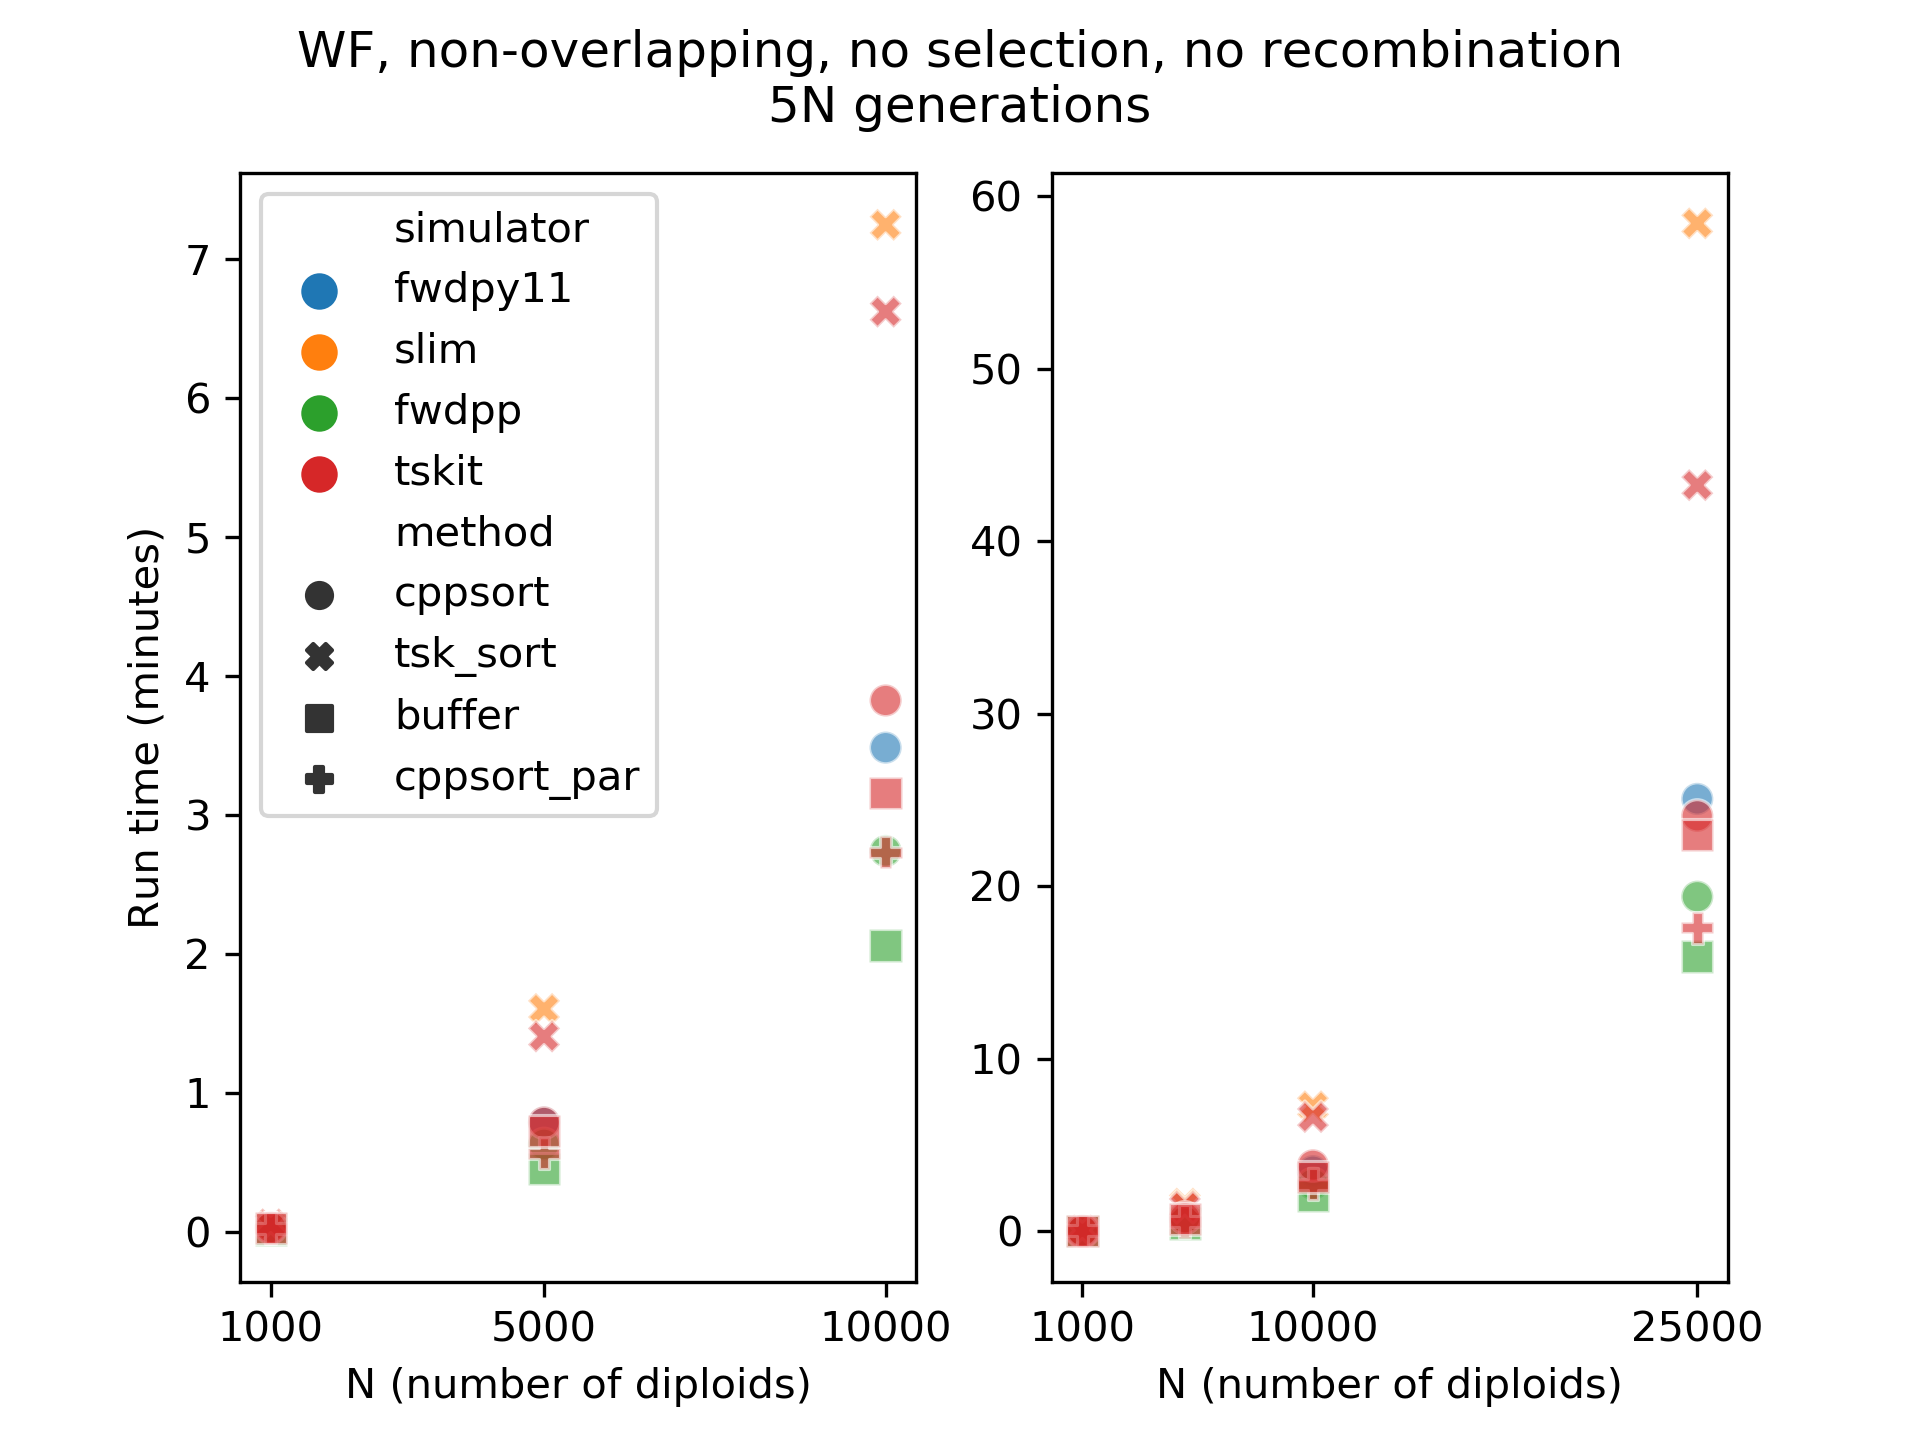 WF, non-overlapping, no selection, no recombination
5N generations
simulator
fwdpy11
slim
fwdpp
tskit
method
cppsort
tsk_sort
buffer
cppsort_par
Run time (minutes)
7
6
5
4
3
2
1
0
1000
5000
10000
N (number of diploids)
60
50
40
30
20
10
0
1000
10000
25000
N (number of diploids)